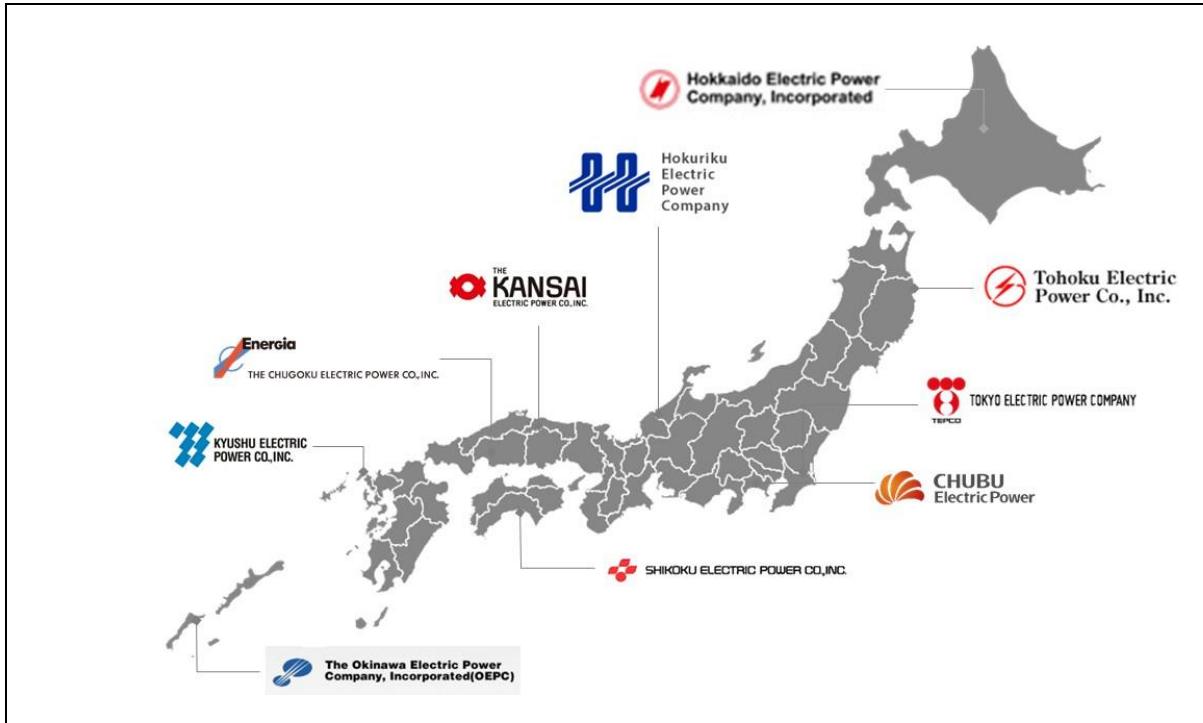 Hokkaido Electric Power
Company, Incorporated
Hokuriku
Electric
Power
Company
THE
KANSAI
ELECTRIC POWER CO.,INC.
Tohoku Electric
Power Co., Inc.
Energia
THE CHUGOKU ELECTRIC POWER CO.,INC.
TEPCO
TOKYO ELECTRIC POWER COMPANY
KYUSHU ELECTRIC
POWER CO.,INC.
CHUBU
Electric Power
SHIKOKU ELECTRIC POWER CO.,INC.
The Okinawa Electric Power
Company, Incorporated(OEPC)